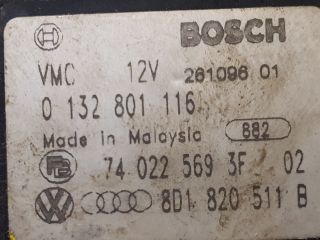 BOSCH
VMC 12V 261096 01
0 132 801 116
Made in Malaysia 882
74 022 569 3F 02
8D1 820 511 B